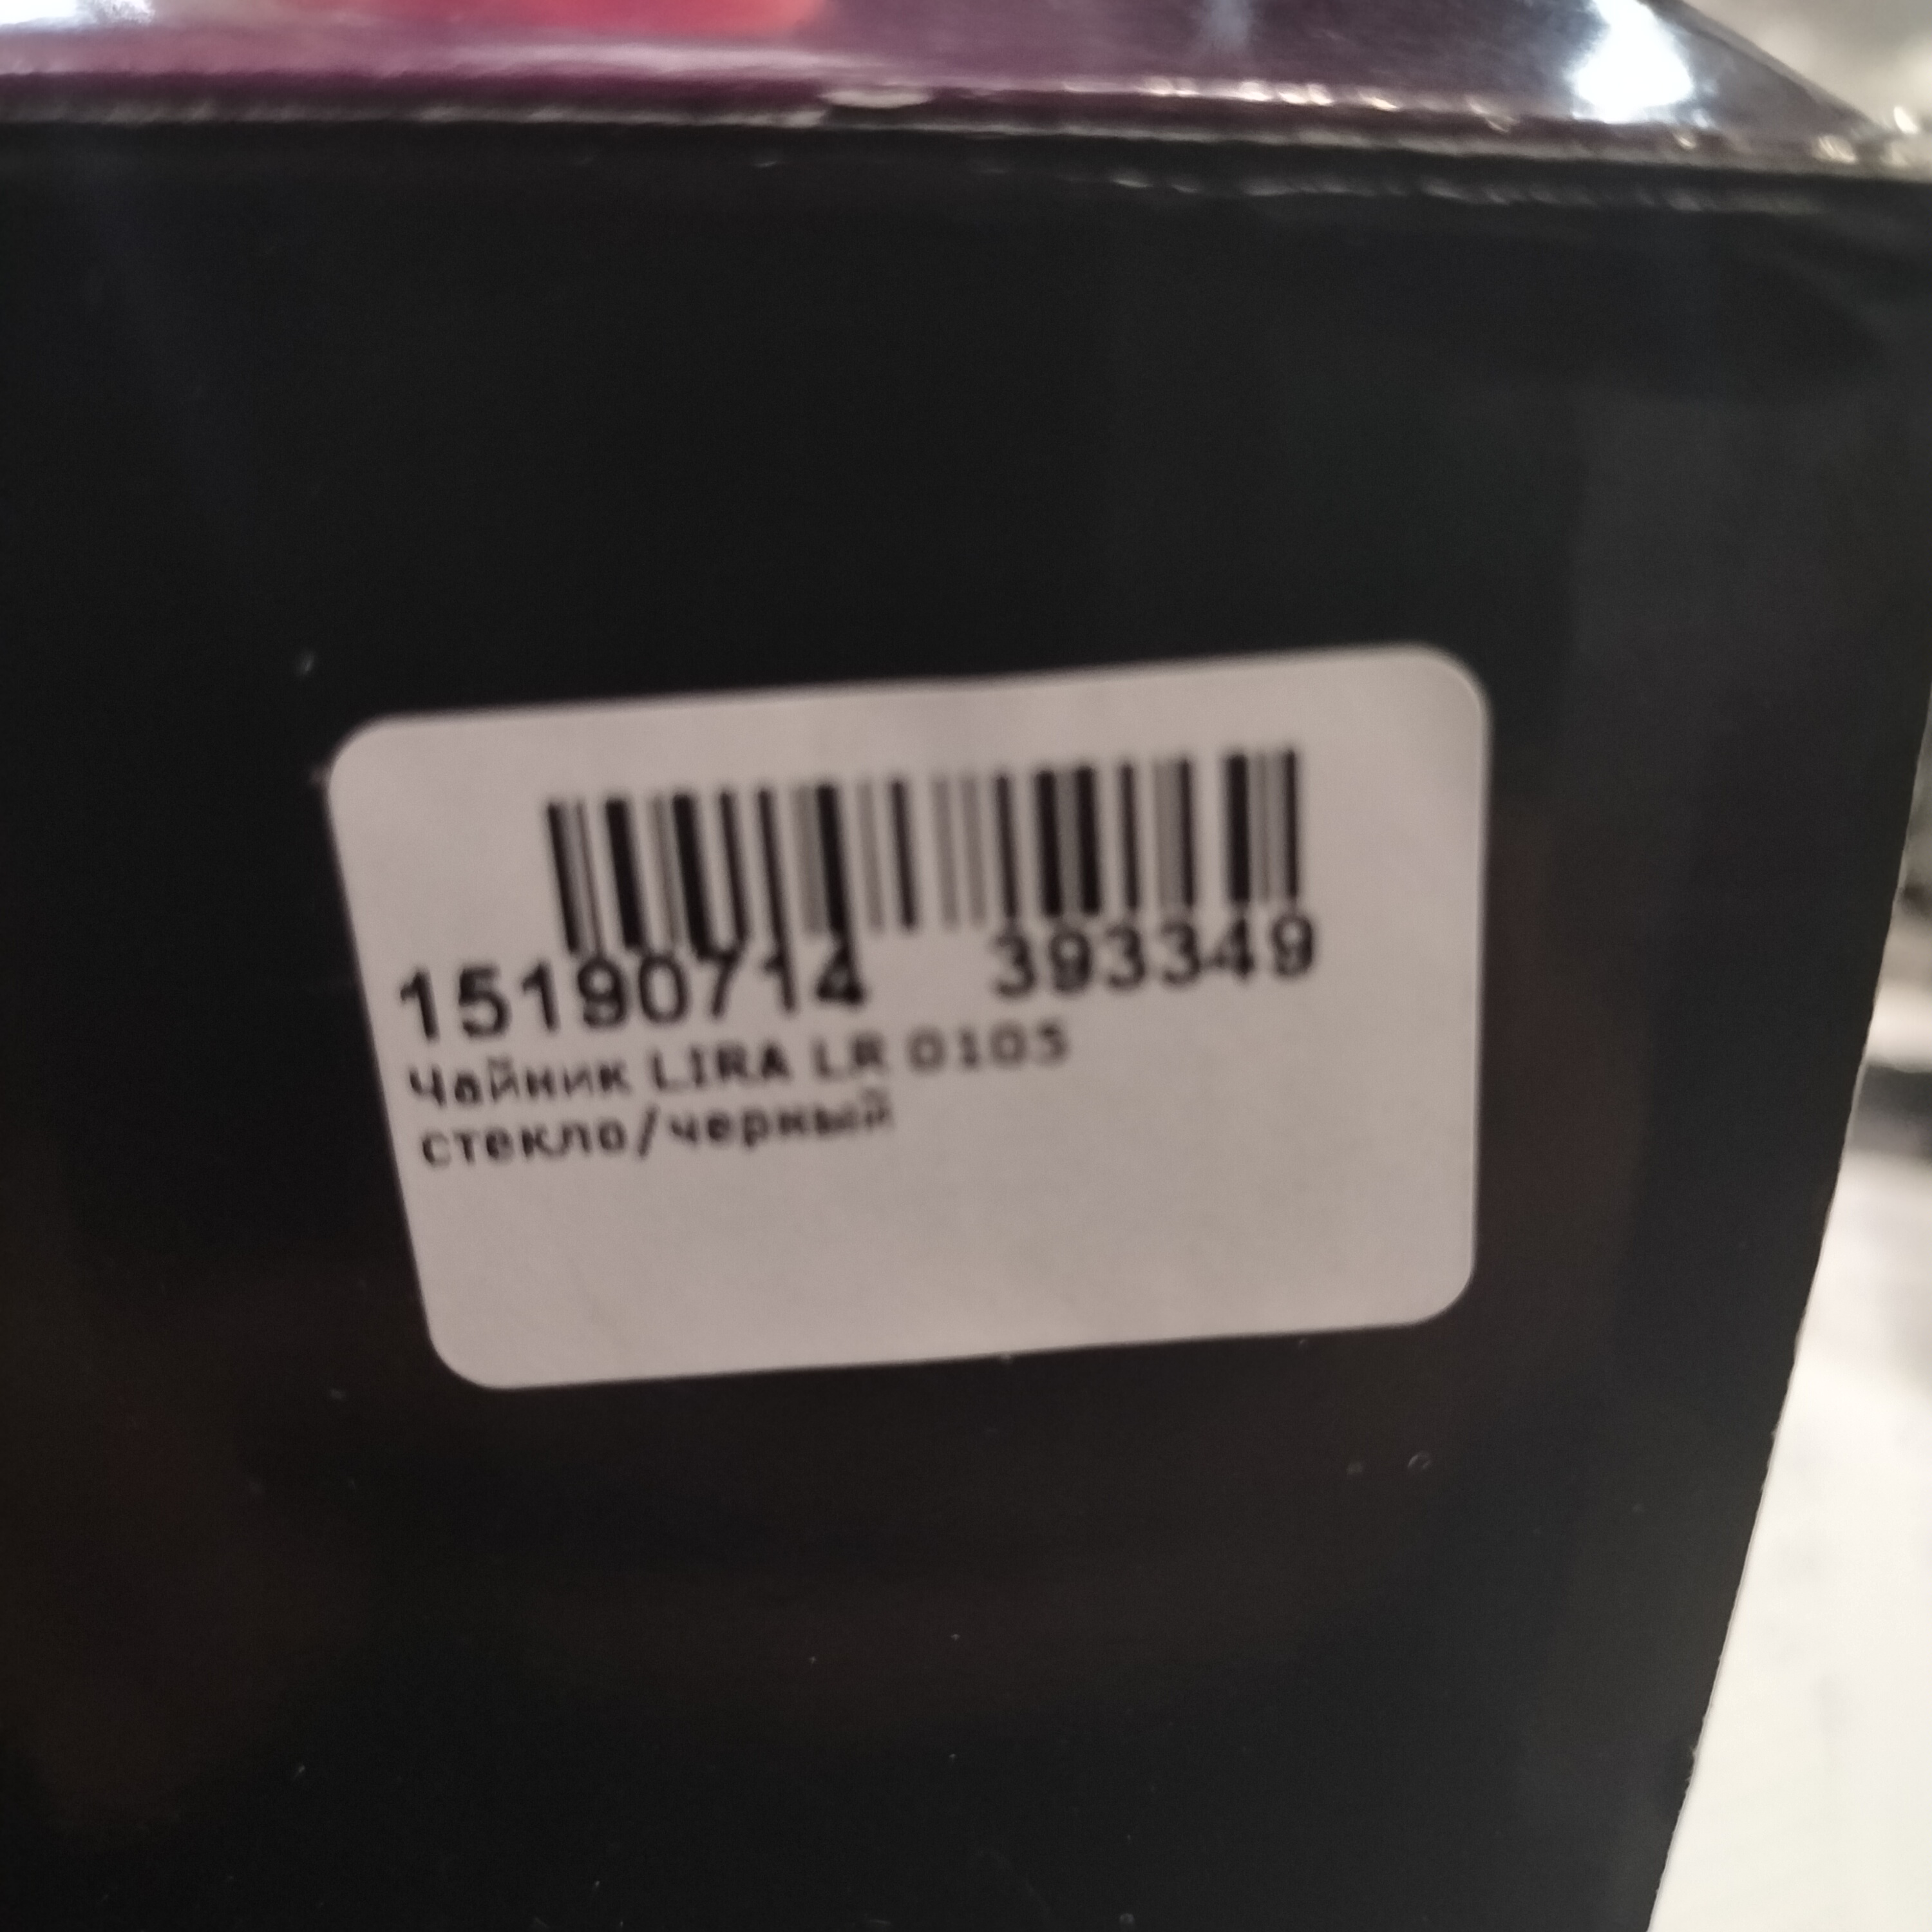 15190714 393349
Чайник LIRA LR 0105
стекло/черный